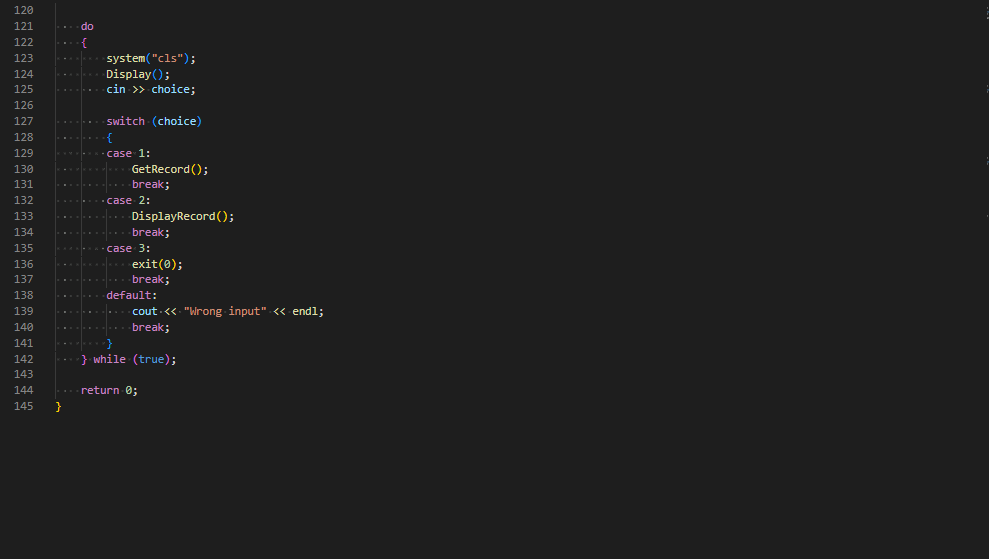 120
121 do
122 {
123 system("cls");
124 Display();
125 cin >> choice;
126
127 switch (choice)
128 {
129 case 1:
130 GetRecord();
131 break;
132 case 2:
133 DisplayRecord();
134 break;
135 case 3:
136 exit(0);
137 break;
138 default:
139 cout << "Wrong input" << endl;
140 break;
141 }
142 } while (true);
143
144 return 0;
145 }